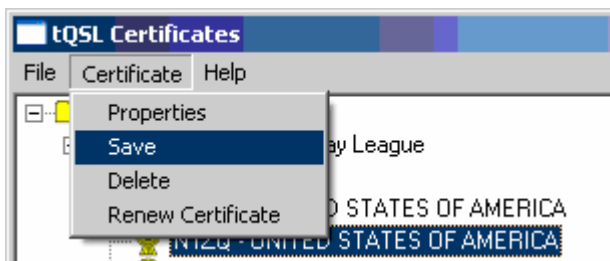 tQSL Certificates
File Certificate Help
Properties
Save
ay League
Delete
Renew Certificate
D STATES OF AMERICA
N1ZQ - UNITED STATES OF AMERICA